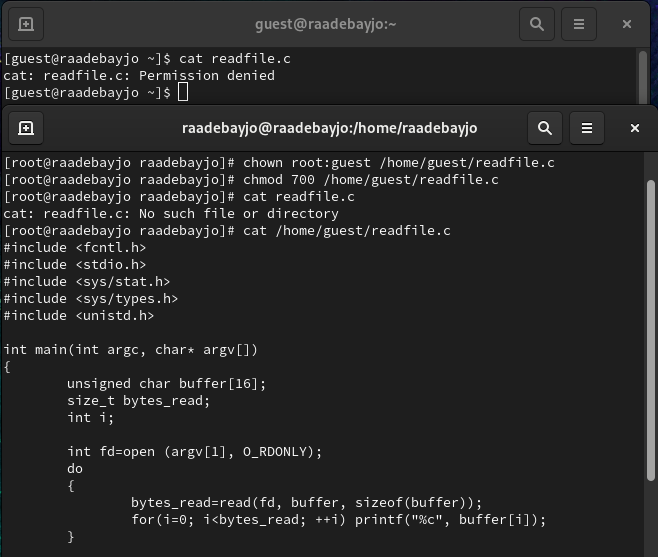 guest@raadebayjo:~
[guest@raadebayjo ~]$ cat readfile.c
cat: readfile.c: Permission denied
[guest@raadebayjo ~]$
raadebayjo@raadebayjo:/home/raadebayjo
[root@raadebayjo raadebayjo]# chown root:guest /home/guest/readfile.c
[root@raadebayjo raadebayjo]# chmod 700 /home/guest/readfile.c
[root@raadebayjo raadebayjo]# cat readfile.c
cat: readfile.c: No such file or directory
[root@raadebayjo raadebayjo]# cat /home/guest/readfile.c
#include <fcntl.h>
#include <stdio.h>
#include <sys/stat.h>
#include <sys/types.h>
#include <unistd.h>
int main(int argc, char* argv[])
{
        unsigned char buffer[16];
        size_t bytes_read;
        int i;
        int fd=open (argv[1], O_RDONLY);
        do
        {
                bytes_read=read(fd, buffer, sizeof(buffer));
                for(i=0; i<bytes_read; ++i) printf("%c", buffer[i]);
        }